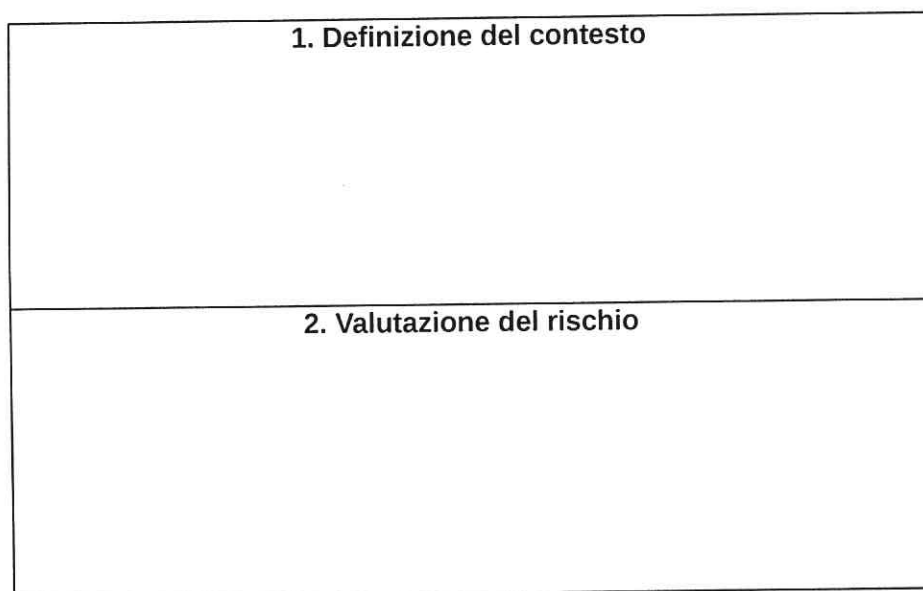 1. Definizione del contesto
2. Valutazione del rischio